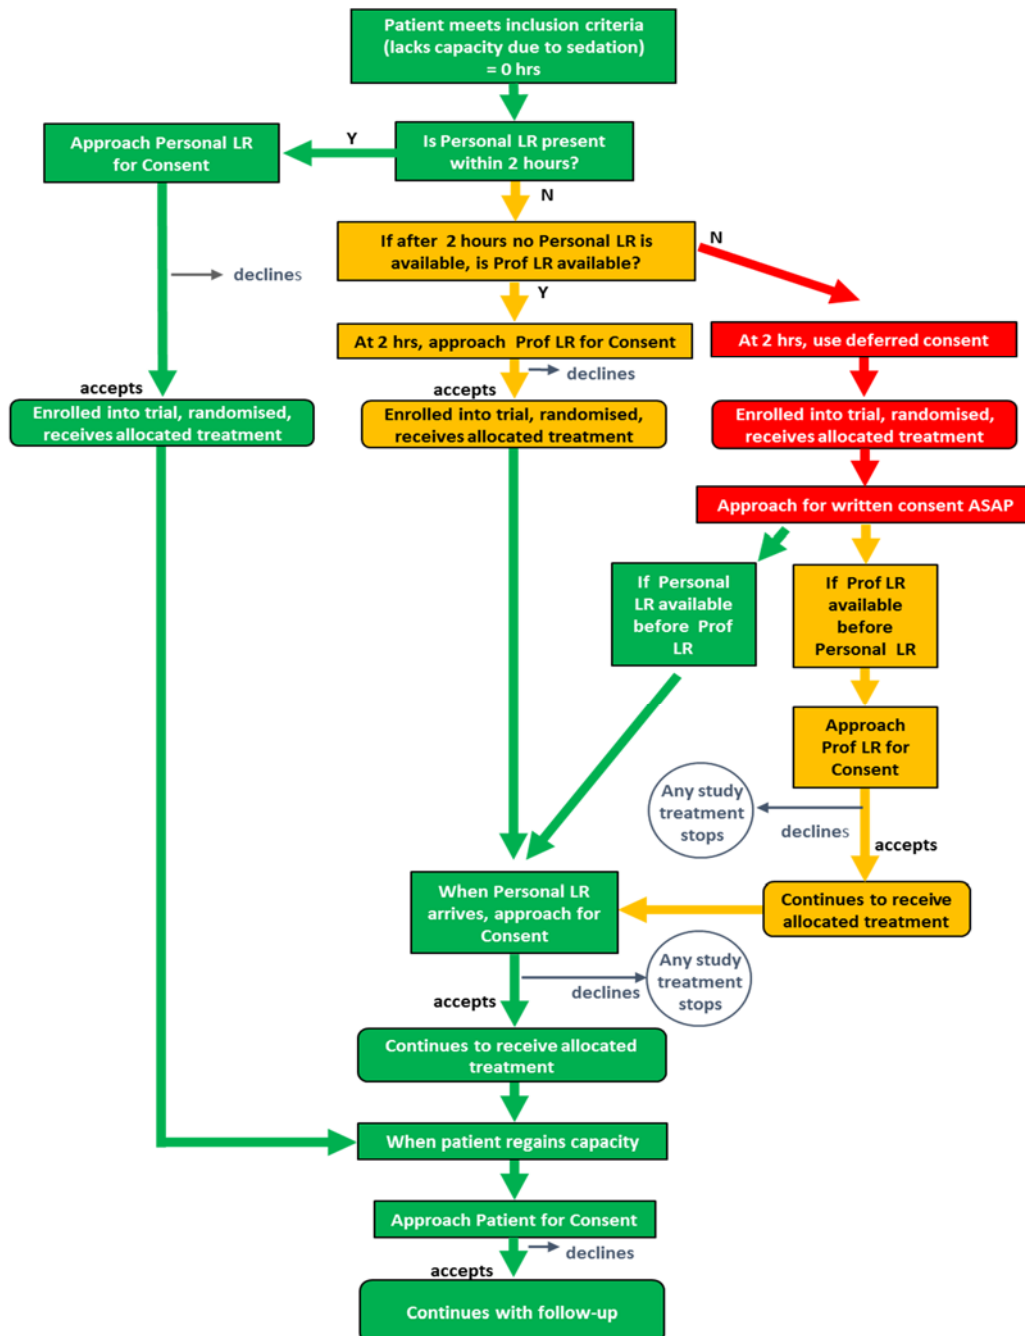 Patient meets inclusion criteria
(lacks capacity due to sedation)
= 0 hrs
Approach Personal LR
for Consent
Y
Is Personal LR present
within 2 hours?
N
If after 2 hours no Personal LR is
available, is Prof LR available?
N
declines
Y
At 2 hrs, approach Prof LR for Consent
At 2 hrs, use deferred consent
declines
accepts
accepts
Enrolled into trial, randomised,
receives allocated treatment
Enrolled into trial, randomised,
receives allocated treatment
Enrolled into trial, randomised,
receives allocated treatment
Approach for written consent ASAP
If Personal
LR available
before Prof
LR
If Prof LR
available
before
Personal LR
Approach
Prof LR for
Consent
Any study
treatment
stops
declines
accepts
When Personal LR
arrives, approach for
Consent
Continues to receive
allocated treatment
Any study
treatment
stops
declines
accepts
Continues to receive allocated
treatment
When patient regains capacity
Approach Patient for Consent
declines
accepts
Continues with follow-up